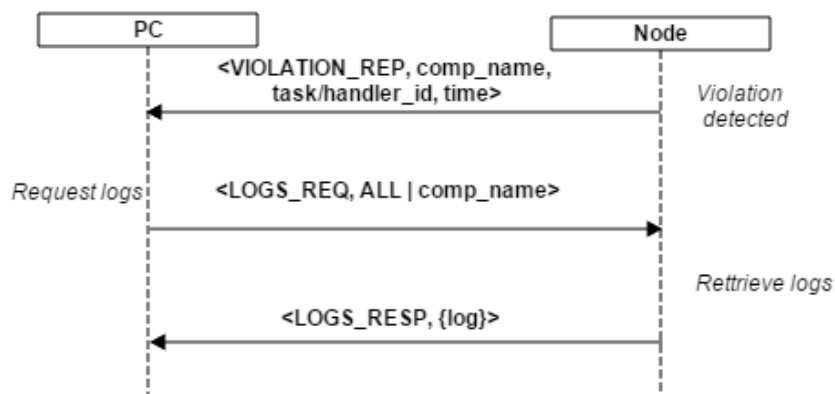 PC
Node
<VIOLATION_REP, comp_name,
task/handler_id, time>
Violation
detected
Request logs
<LOGS_REQ, ALL | comp_name>
Rettrieve logs
<LOGS_RESP, {log}>